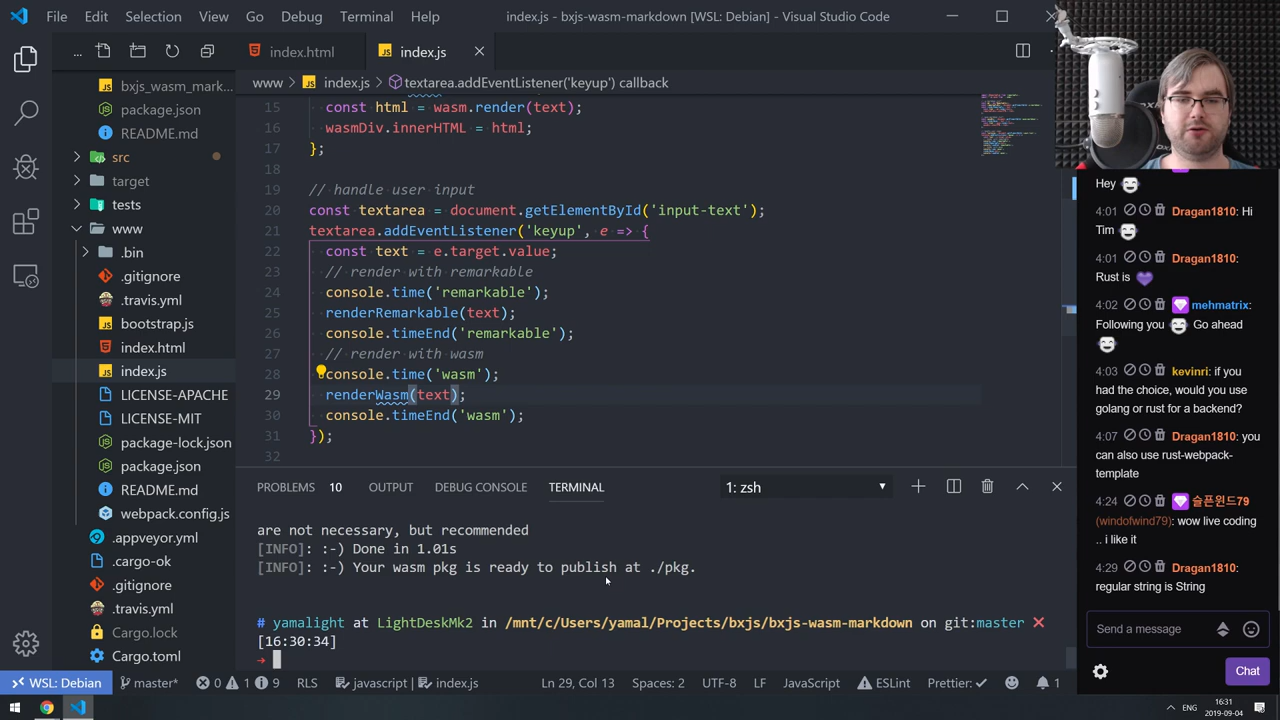 File Edit Selection View Go Debug Terminal Help
index.js - bxjs-wasm-markdown [WSL: Debian] - Visual Studio Code
...
index.html
index.js
www > index.js > textarea.addEventListener('keyup') callback
bxjs_wasm_mark...
package.json
README.md
src
target
tests
www
.bin
.gitignore
.travis.yml
bootstrap.js
index.html
index.js
LICENSE-APACHE
LICENSE-MIT
package-lock.json
package.json
README.md
webpack.config.js
.appveyor.yml
.cargo-ok
.gitignore
.travis.yml
Cargo.lock
Cargo.toml
15 const html = wasm.render(text);
16 wasmDiv.innerHTML = html;
17 };
18
19 // handle user input
20 const textarea = document.getElementById('input-text');
21 textarea.addEventListener('keyup', e => {
22 const text = e.target.value;
23 // render with remarkable
24 console.time('remarkable');
25 renderRemarkable(text);
26 console.timeEnd('remarkable');
27 // render with wasm
28 console.time('wasm');
29 renderWasm(text);
30 console.timeEnd('wasm');
31 });
32
PROBLEMS 10 OUTPUT DEBUG CONSOLE TERMINAL 1: zsh
are not necessary, but recommended
[INFO]: :-) Done in 1.01s
[INFO]: :-) Your wasm pkg is ready to publish at ./pkg.
# yamalight at LightDeskMk2 in /mnt/c/Users/yamal/Projects/bxjs/bxjs-wasm-markdown on git:master ❌
[16:30:34]
➜
WSL: Debian master* 0 1 9 RLS javascript | index.js Ln 29, Col 13 Spaces: 2 UTF-8 LF JavaScript ESLint Prettier: ✓ 1
Hey
4:01 Dragan1810: Hi
Tim
4:01 Dragan1810:
Rust is
4:02 mehmatrix:
Following you Go ahead
4:03 kevinri: if you
had the choice, would you use
golang or rust for a backend?
4:07 Dragan1810: you
can also use rust-webpack-
template
4:24 슬픈윈드79
(windofwind79): wow live coding
.. i like it
4:29 Dragan1810:
regular string is String
Send a message
Chat
ENG
16:31
2019-09-04